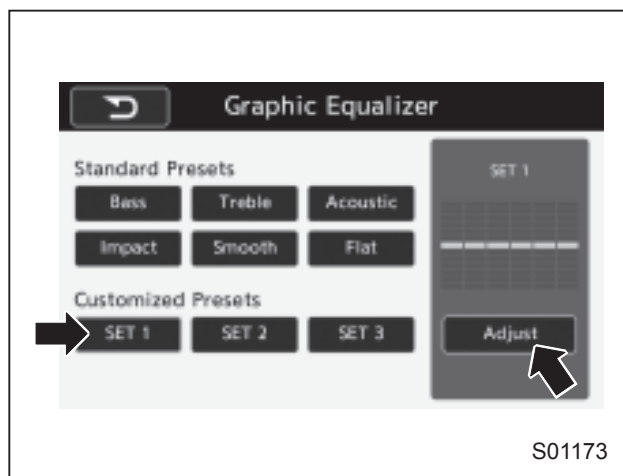 Graphic Equalizer
Standard Presets
SET 1
Bass Treble Acoustic
Impact Smooth Flat
Customized Presets
SET 1 SET 2 SET 3
Adjust
S01173